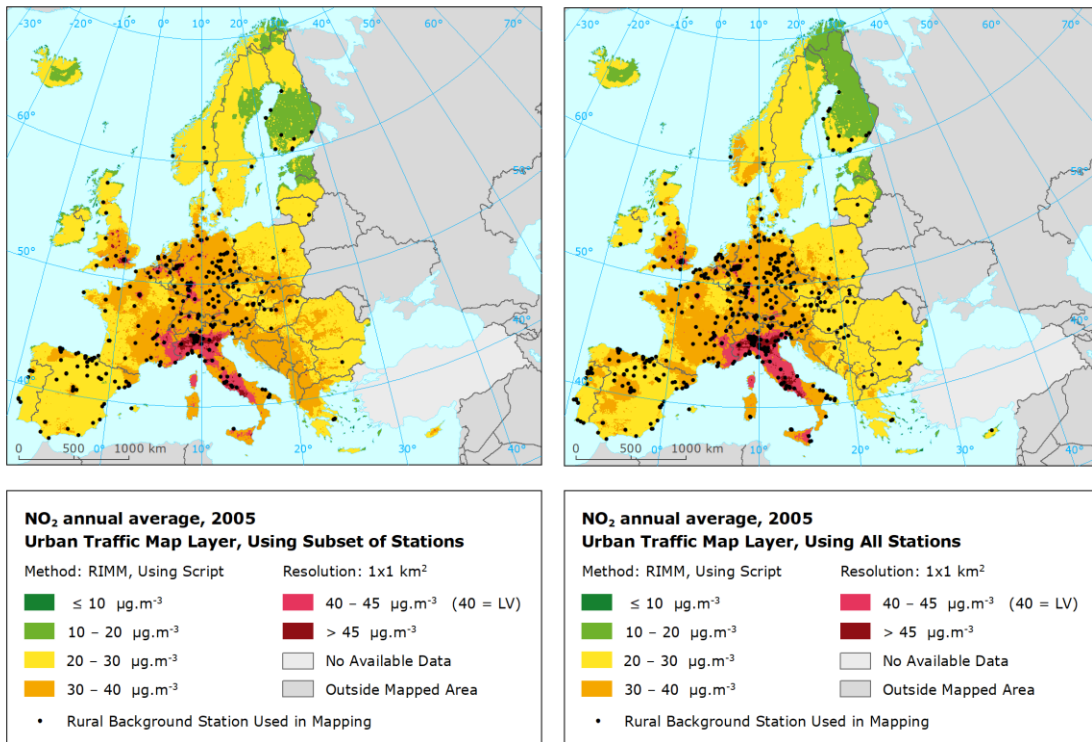 -30° -20° -10° 0° 10° 20° 30° 40° 50° 60° 70°
60°
50°
40°
50°
40°
0 500 1000 km
0° 10° 20° 30° 40°
NO₂ annual average, 2005
Urban Traffic Map Layer, Using Subset of Stations
Method: RIMM, Using Script Resolution: 1x1 km²
≤ 10 µg.m⁻³ 40 – 45 µg.m⁻³ (40 = LV)
10 – 20 µg.m⁻³ > 45 µg.m⁻³
20 – 30 µg.m⁻³ No Available Data
30 – 40 µg.m⁻³ Outside Mapped Area
• Rural Background Station Used in Mapping
-30° -20° -10° 0° 10° 20° 30° 40° 50° 60° 70°
60°
50°
40°
50°
40°
0 500 1000 km
0° 10° 20° 30° 40°
NO₂ annual average, 2005
Urban Traffic Map Layer, Using All Stations
Method: RIMM, Using Script Resolution: 1x1 km²
≤ 10 µg.m⁻³ 40 – 45 µg.m⁻³ (40 = LV)
10 – 20 µg.m⁻³ > 45 µg.m⁻³
20 – 30 µg.m⁻³ No Available Data
30 – 40 µg.m⁻³ Outside Mapped Area
• Rural Background Station Used in Mapping